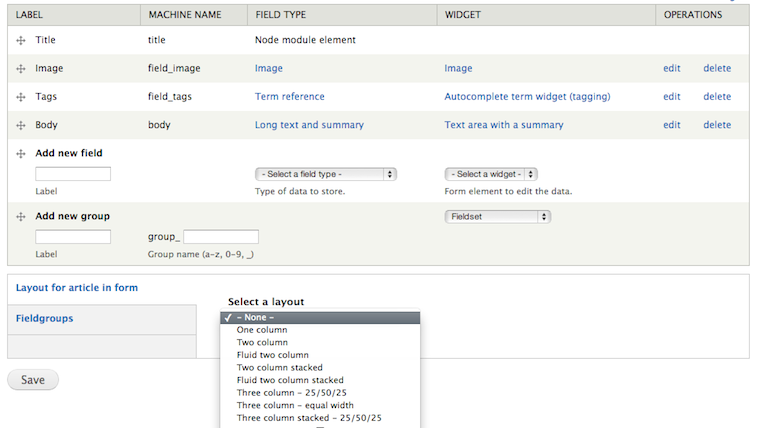 LABEL MACHINE NAME FIELD TYPE WIDGET OPERATIONS
Title title Node module element
Image field_image Image Image edit delete
Tags field_tags Term reference Autocomplete term widget (tagging) edit delete
Body body Long text and summary Text area with a summary edit delete
Add new field
- Select a field type - - Select a widget -
Label Type of data to store. Form element to edit the data.
Add new group Fieldset
group_
Label Group name (a-z, 0-9, _)
Layout for article in form
Fieldgroups
Select a layout
✓ - None -
One column
Two column
Fluid two column
Two column stacked
Fluid two column stacked
Three column - 25/50/25
Three column - equal width
Three column stacked - 25/50/25
Save